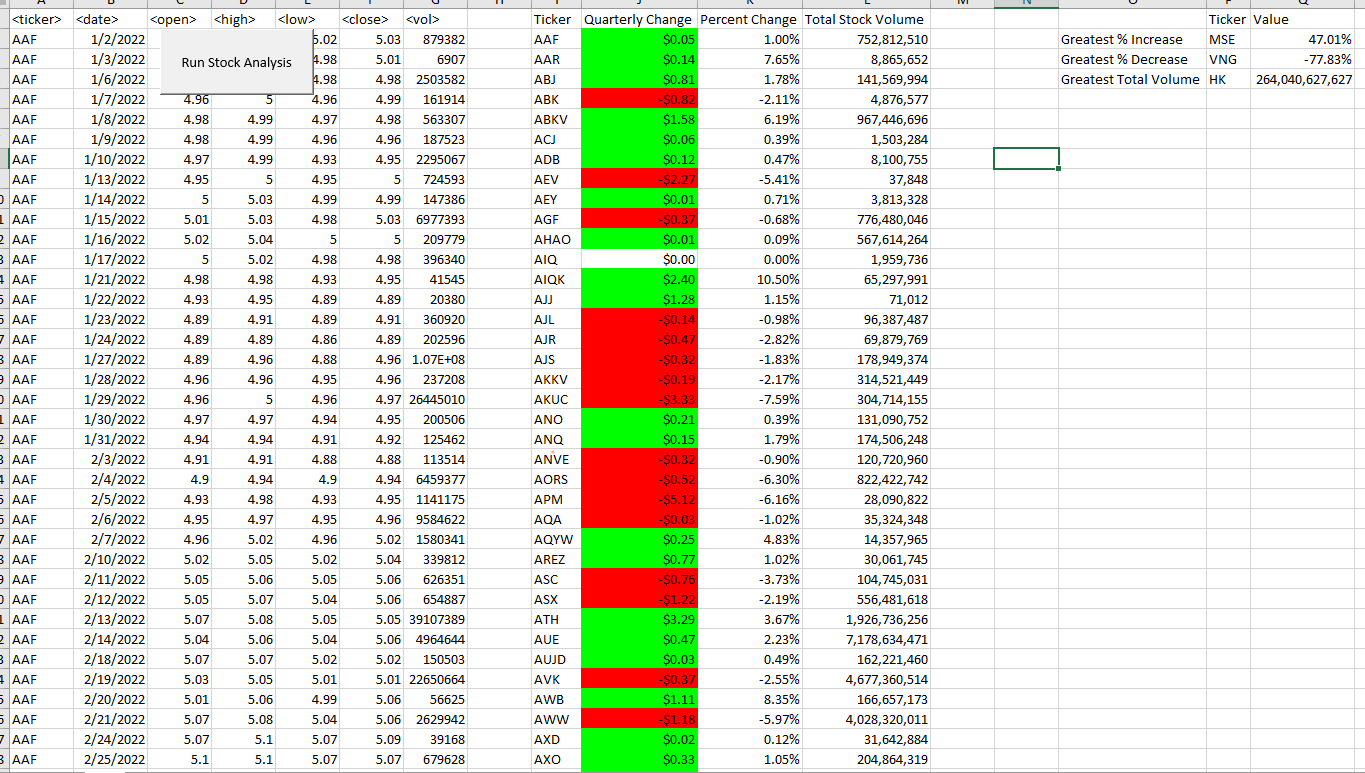 <ticker> <date> <open> <high> <low> <close> <vol> Ticker Quarterly Change Percent Change Total Stock Volume Ticker Value
AAF 1/2/2022 5.03 879382 AAF $0.05 1.00% 752,812,510 Greatest % Increase MSE 47.01%
Run Stock Analysis
AAF 1/3/2022 4.98 5.01 6907 AAR $0.14 7.65% 8,865,652 Greatest % Decrease VNG -77.83%
AAF 1/6/2022 4.98 4.98 2503582 ABJ $0.81 1.78% 141,569,994 Greatest Total Volume HK 264,040,627,627
AAF 1/7/2022 4.96 5 4.96 4.99 161914 ABK -$0.82 -2.11% 4,876,577
AAF 1/8/2022 4.98 4.99 4.97 4.98 563307 ABKV $1.58 6.19% 967,446,696
AAF 1/9/2022 4.98 4.99 4.96 4.96 187523 ACJ $0.06 0.39% 1,503,284
AAF 1/10/2022 4.97 4.99 4.93 4.95 2295067 ADB $0.12 0.47% 8,100,755
AAF 1/13/2022 4.95 5 4.95 5 724593 AEV -$2.27 -5.41% 37,848
AAF 1/14/2022 5 5.03 4.99 4.99 147386 AEY $0.01 0.71% 3,813,328
AAF 1/15/2022 5.01 5.03 4.98 5.03 6977393 AGF -$0.37 -0.68% 776,480,046
AAF 1/16/2022 5.02 5.04 5 5 209779 AHAO $0.01 0.09% 567,614,264
AAF 1/17/2022 5 5.02 4.98 4.98 396340 AIQ $0.00 0.00% 1,959,736
AAF 1/21/2022 4.98 4.98 4.93 4.95 41545 AIQK $2.40 10.50% 65,297,991
AAF 1/22/2022 4.93 4.95 4.89 4.89 20380 AJJ $1.28 1.15% 71,012
AAF 1/23/2022 4.89 4.91 4.89 4.91 360920 AJL -$0.14 -0.98% 96,387,487
AAF 1/24/2022 4.89 4.89 4.86 4.89 202596 AJR -$0.47 -2.82% 69,879,769
AAF 1/27/2022 4.89 4.96 4.88 4.96 1.07E+08 AJS -$0.32 -1.83% 178,949,374
AAF 1/28/2022 4.96 4.96 4.95 4.96 237208 AKKV -$0.19 -2.17% 314,521,449
AAF 1/29/2022 4.96 5 4.96 4.97 26445010 AKUC -$3.33 -7.59% 304,714,155
AAF 1/30/2022 4.97 4.97 4.94 4.95 200506 ANO $0.21 0.39% 131,090,752
AAF 1/31/2022 4.94 4.94 4.91 4.92 125462 ANQ $0.15 1.79% 174,506,248
AAF 2/3/2022 4.91 4.91 4.88 4.88 113514 ANVE -$0.32 -0.90% 120,720,960
AAF 2/4/2022 4.9 4.94 4.9 4.94 6459377 AORS -$0.52 -6.30% 822,422,742
AAF 2/5/2022 4.93 4.98 4.93 4.95 1141175 APM -$5.12 -6.16% 28,090,822
AAF 2/6/2022 4.95 4.97 4.95 4.96 9584622 AQA -$0.03 -1.02% 35,324,348
AAF 2/7/2022 4.96 5.02 4.96 5.02 1580341 AQYW $0.25 4.83% 14,357,965
AAF 2/10/2022 5.02 5.05 5.02 5.04 339812 AREZ $0.77 1.02% 30,061,745
AAF 2/11/2022 5.05 5.06 5.05 5.06 626351 ASC -$0.76 -3.73% 104,745,031
AAF 2/12/2022 5.05 5.07 5.04 5.06 654887 ASX -$1.22 -2.19% 556,481,618
AAF 2/13/2022 5.07 5.08 5.05 5.05 39107389 ATH $3.29 3.67% 1,926,736,256
AAF 2/14/2022 5.04 5.06 5.04 5.06 4964644 AUE $0.47 2.23% 7,178,634,471
AAF 2/18/2022 5.07 5.07 5.02 5.02 150503 AUJD $0.03 0.49% 162,221,460
AAF 2/19/2022 5.03 5.05 5.01 5.01 22650664 AVK -$0.37 -2.55% 4,677,360,514
AAF 2/20/2022 5.01 5.06 4.99 5.06 56625 AWB $1.11 8.35% 166,657,173
AAF 2/21/2022 5.07 5.08 5.04 5.06 2629942 AWW -$1.18 -5.97% 4,028,320,011
AAF 2/24/2022 5.07 5.1 5.07 5.09 39168 AXD $0.02 0.12% 31,642,884
AAF 2/25/2022 5.1 5.1 5.07 5.07 679628 AXO $0.33 1.05% 204,864,319